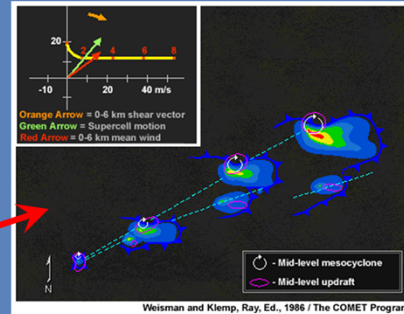 20
2 4 6 8
-10 20 40 m/s
Orange Arrow = 0-6 km shear vector
Green Arrow = Supercell motion
Red Arrow = 0-6 km mean wind
N
- Mid-level mesocyclone
- Mid-level updraft
Weisman and Klemp, Ray, Ed., 1986 / The COMET Program